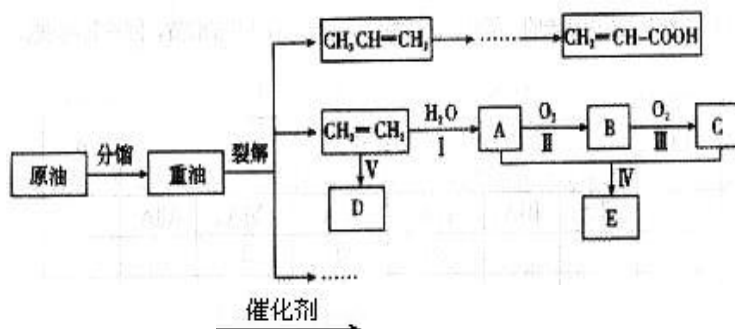 CH₃CH=CH₂
CH₂=CH-COOH
CH₂=CH₂
H₂O
I
A
O₂
II
B
O₂
III
C
原油
分馏
重油
裂解
V
D
IV
E
……
……
催化剂